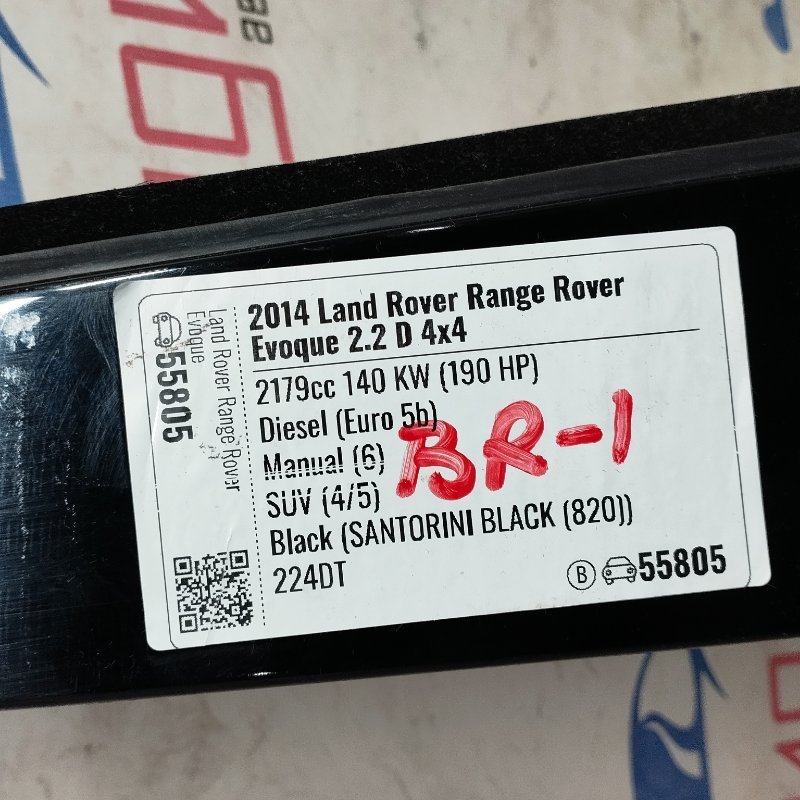 2014 Land Rover Range Rover
Evoque 2.2 D 4x4
2179cc 140 KW (190 HP)
Diesel (Euro 5b)
Manual (6)
SUV (4/5)
Black (SANTORINI BLACK (820))
224DT
BR-1
B 55805
55805
Land Rover Range Rover
Evoque